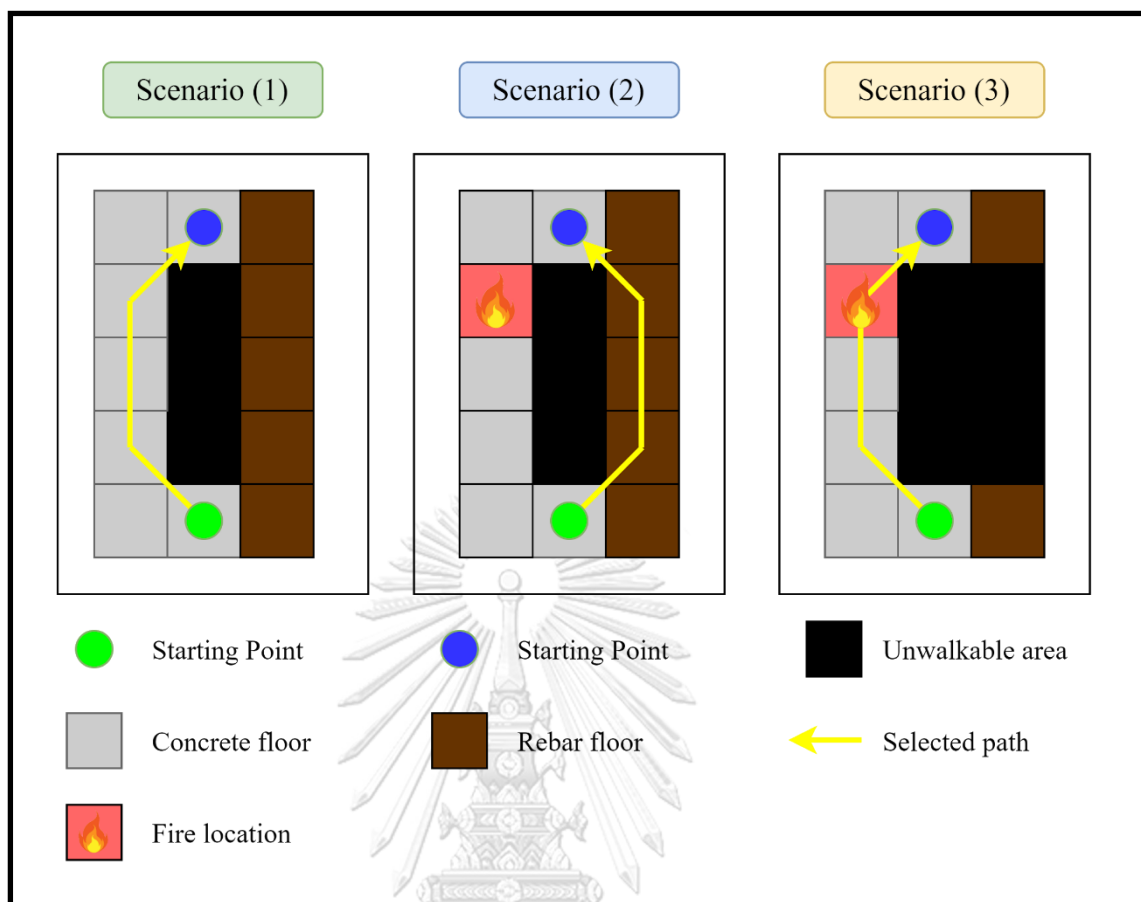 Scenario (1)
Scenario (2)
Scenario (3)
Starting Point
Starting Point
Unwalkable area
Concrete floor
Rebar floor
Selected path
Fire location